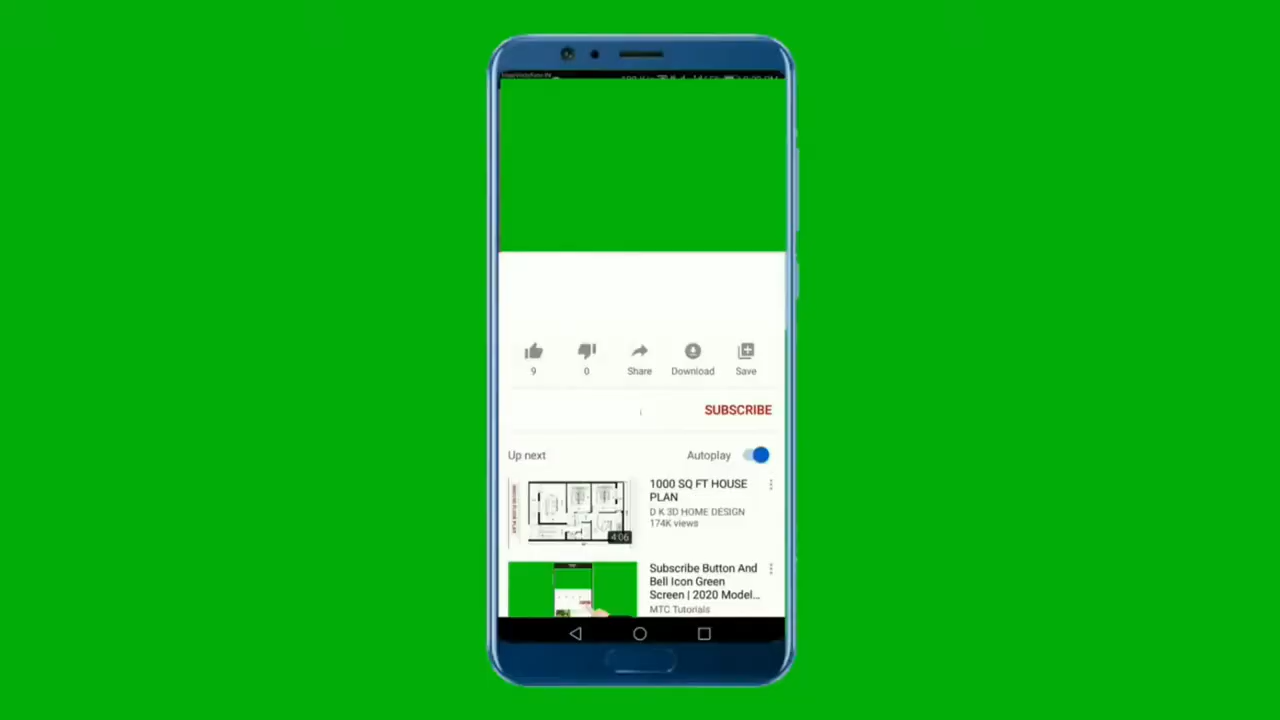 9
0
Share
Download
Save
SUBSCRIBE
Up next
Autoplay
1000 SQ FT HOUSE
PLAN
D K 3D HOME DESIGN
174K views
4:06
Subscribe Button And
Bell Icon Green
Screen | 2020 Model...
MTC Tutorials